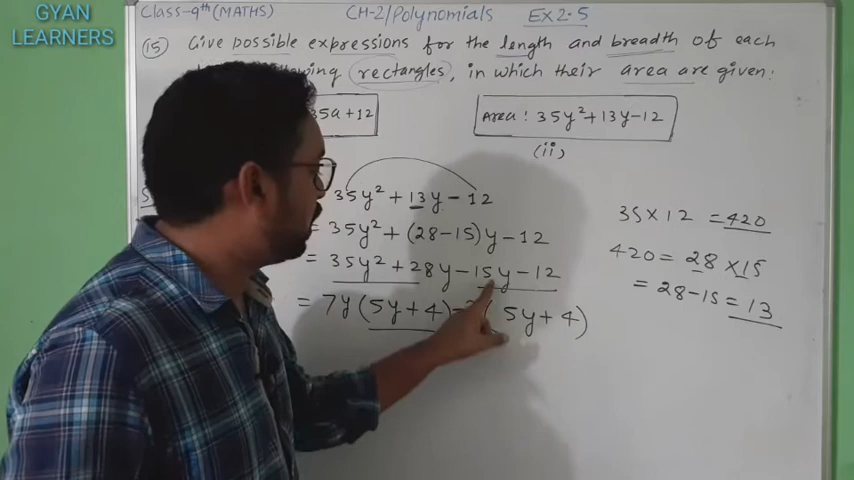 GYAN
LEARNERS
Class-9th (MATHS) CH-2/Polynomials Ex 2.5
(15) Give possible expressions for the length and breadth of each
following rectangles, in which their area are given:
35a+12
Area: 35y²+13y-12
(ii)
35y² + 13y - 12
= 35y² + (28-15)y - 12
= 35y² + 28y - 15y - 12
= 7y (5y+4) - (5y+4)
35 × 12 = 420
420 = 28 × 15
= 28 - 15 = 13